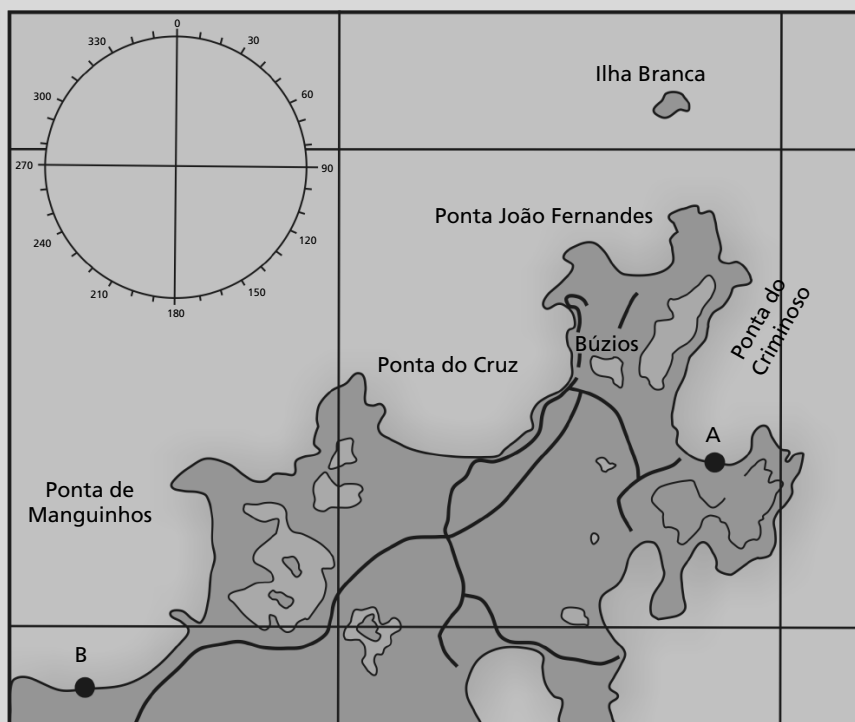 0
30
60
90
120
150
180
210
240
270
300
330
Ilha Branca
Ponta João Fernandes
Ponta do
Criminoso
Búzios
Ponta do Cruz
A
Ponta de
Manguinhos
B